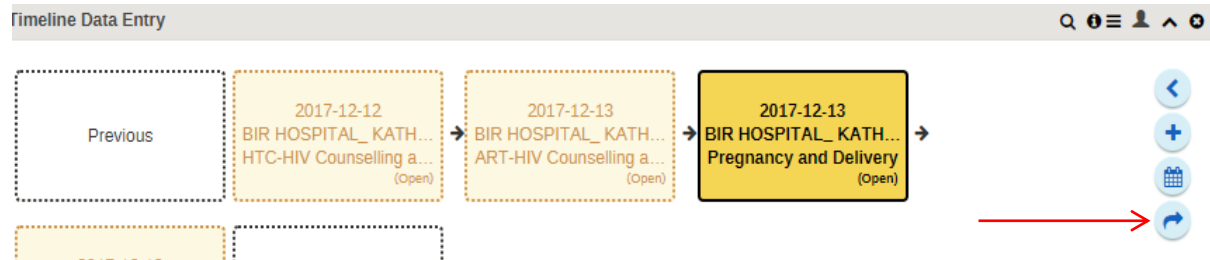 Timeline Data Entry
Previous
2017-12-12
BIR HOSPITAL_ KATH...
HTC-HIV Counselling a...
(Open)
2017-12-13
BIR HOSPITAL_ KATH...
ART-HIV Counselling a...
(Open)
2017-12-13
BIR HOSPITAL_ KATH...
Pregnancy and Delivery
(Open)